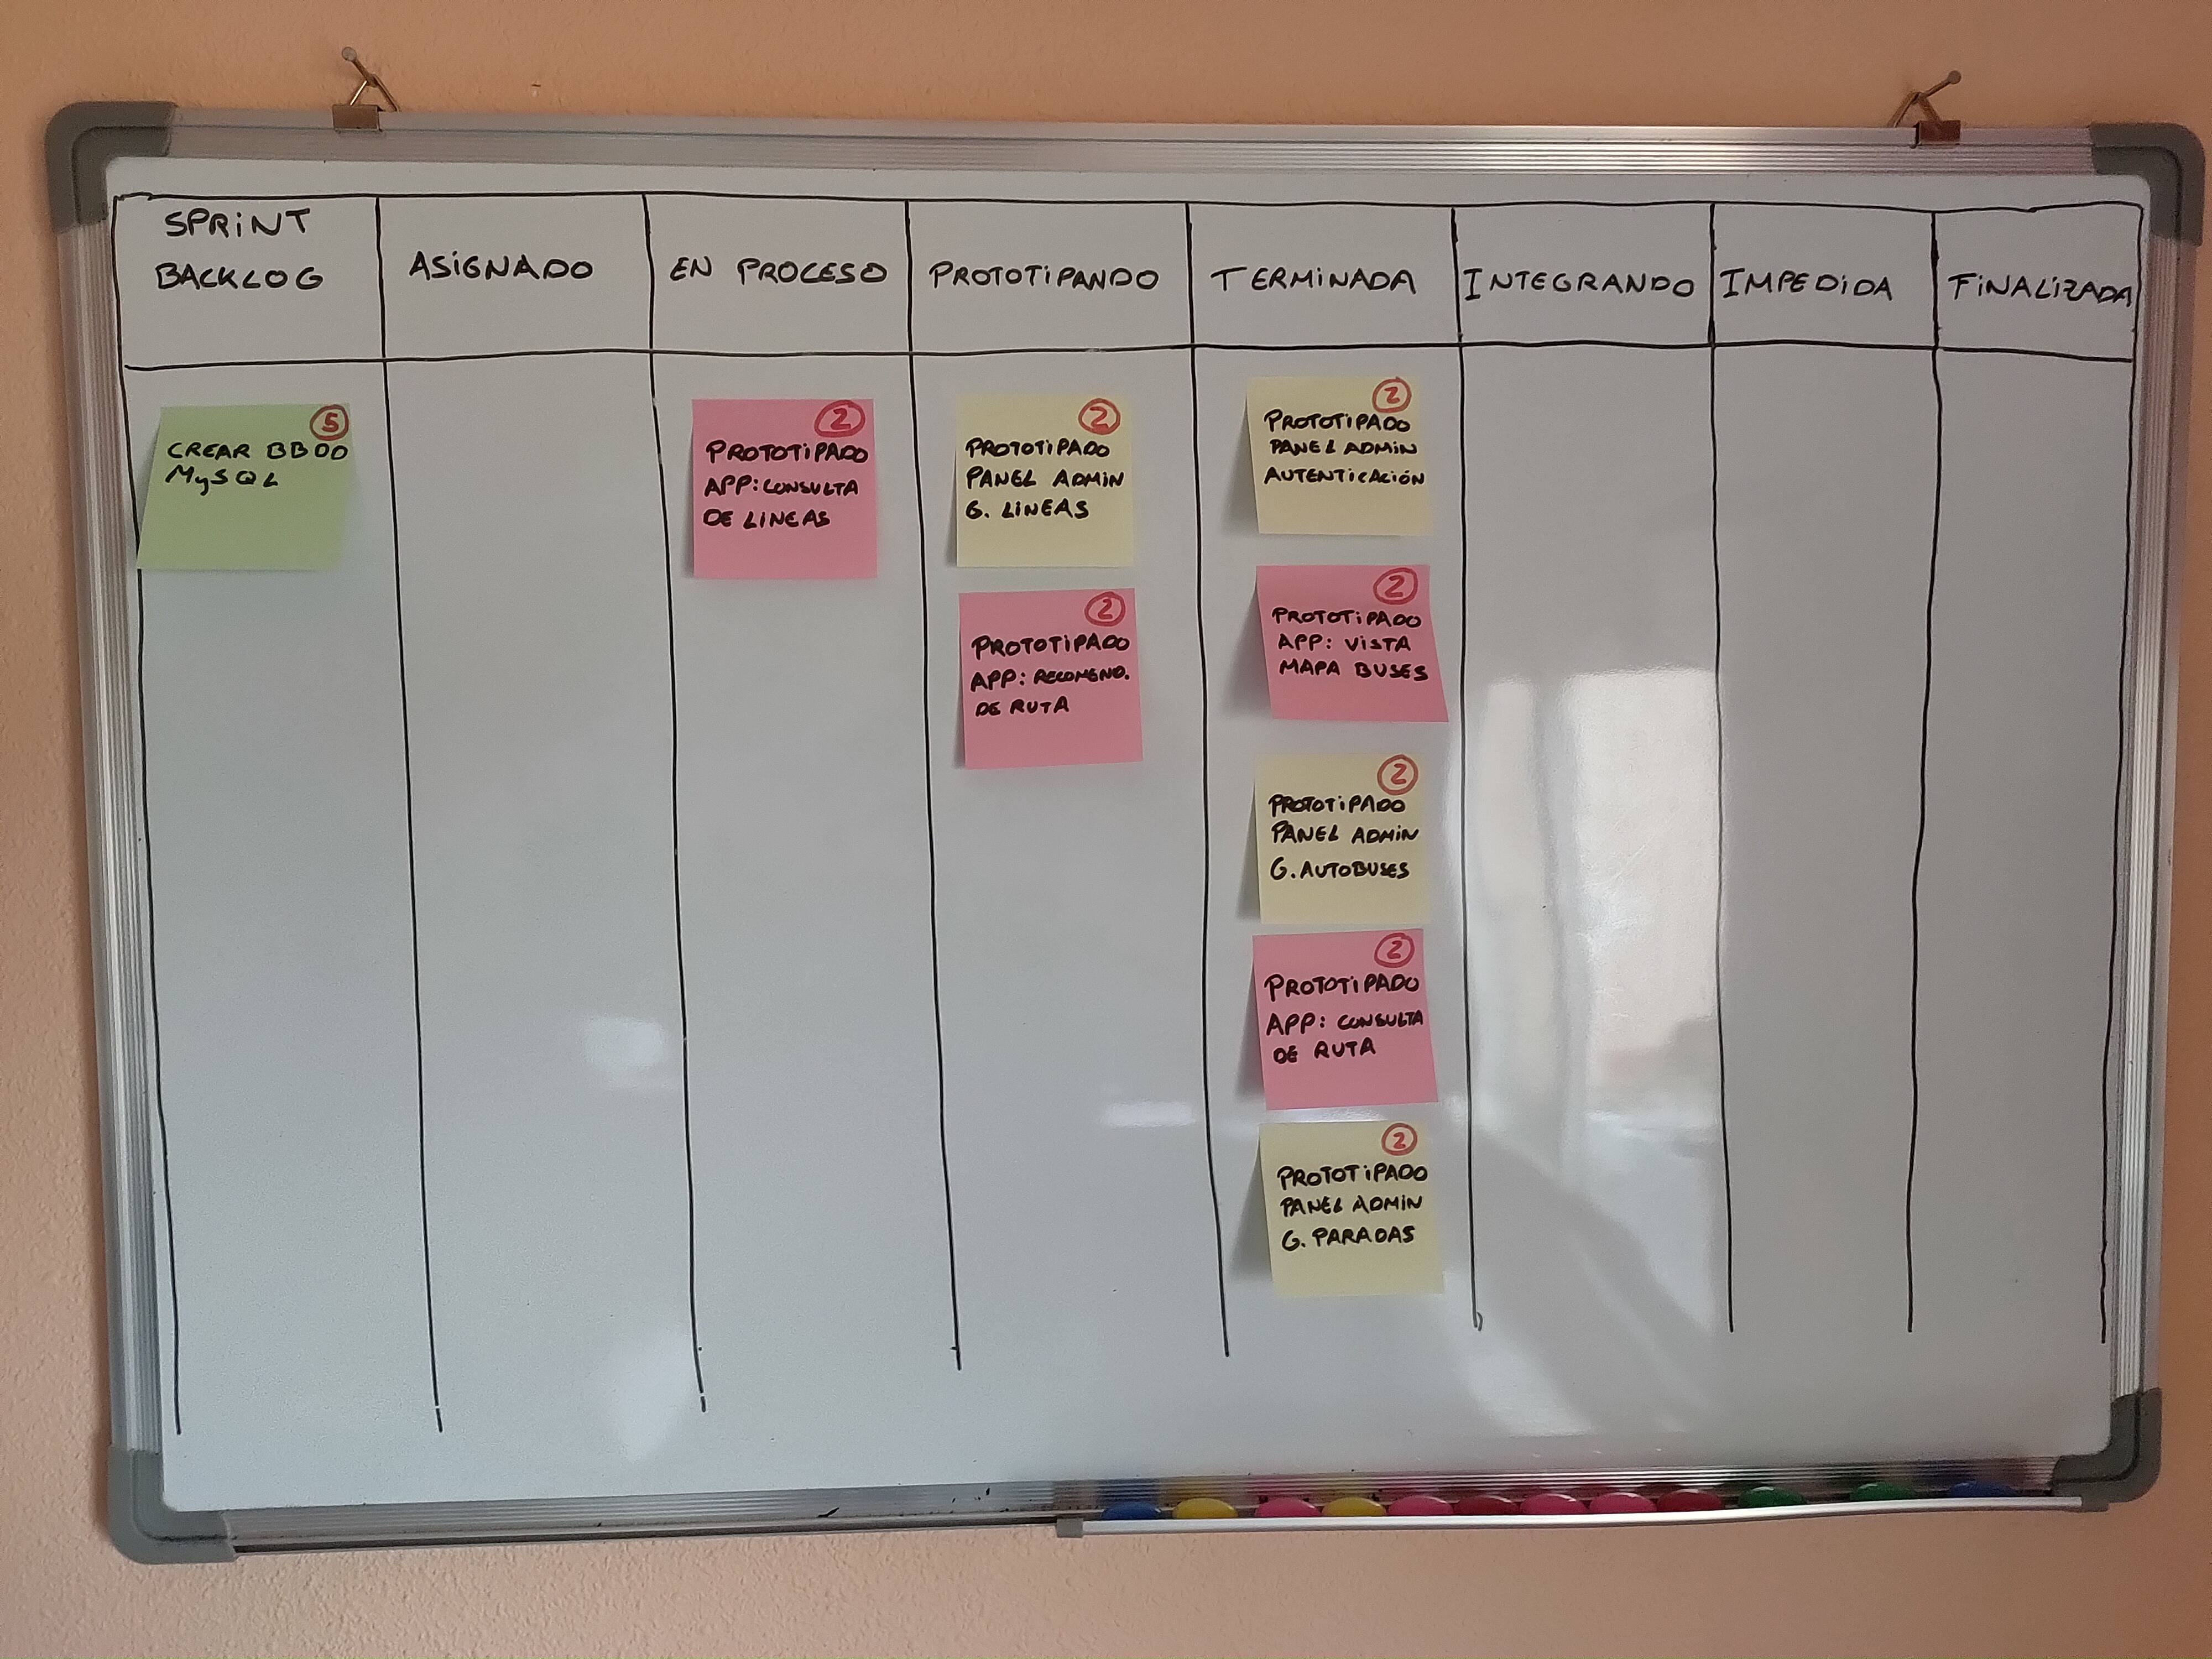 SPRINT
BACKLOG
ASIGNADO
EN PROCESO
PROTOTIPANDO
TERMINADA
INTEGRANDO
IMPEDIDA
FINALIZADA
5
CREAR BBDD
MySQL
2
PROTOTIPADO
APP: CONSULTA
DE LINEAS
2
PROTOTIPADO
PANEL ADMIN
G. LINEAS
2
PROTOTIPADO
APP: RECOMEND.
DE RUTA
2
PROTOTIPADO
PANEL ADMIN
AUTENTICACIÓN
2
PROTOTIPADO
APP: VISTA
MAPA BUSES
2
PROTOTIPADO
PANEL ADMIN
G. AUTOBUSES
2
PROTOTIPADO
APP: CONSULTA
DE RUTA
2
PROTOTIPADO
PANEL ADMIN
G. PARADAS